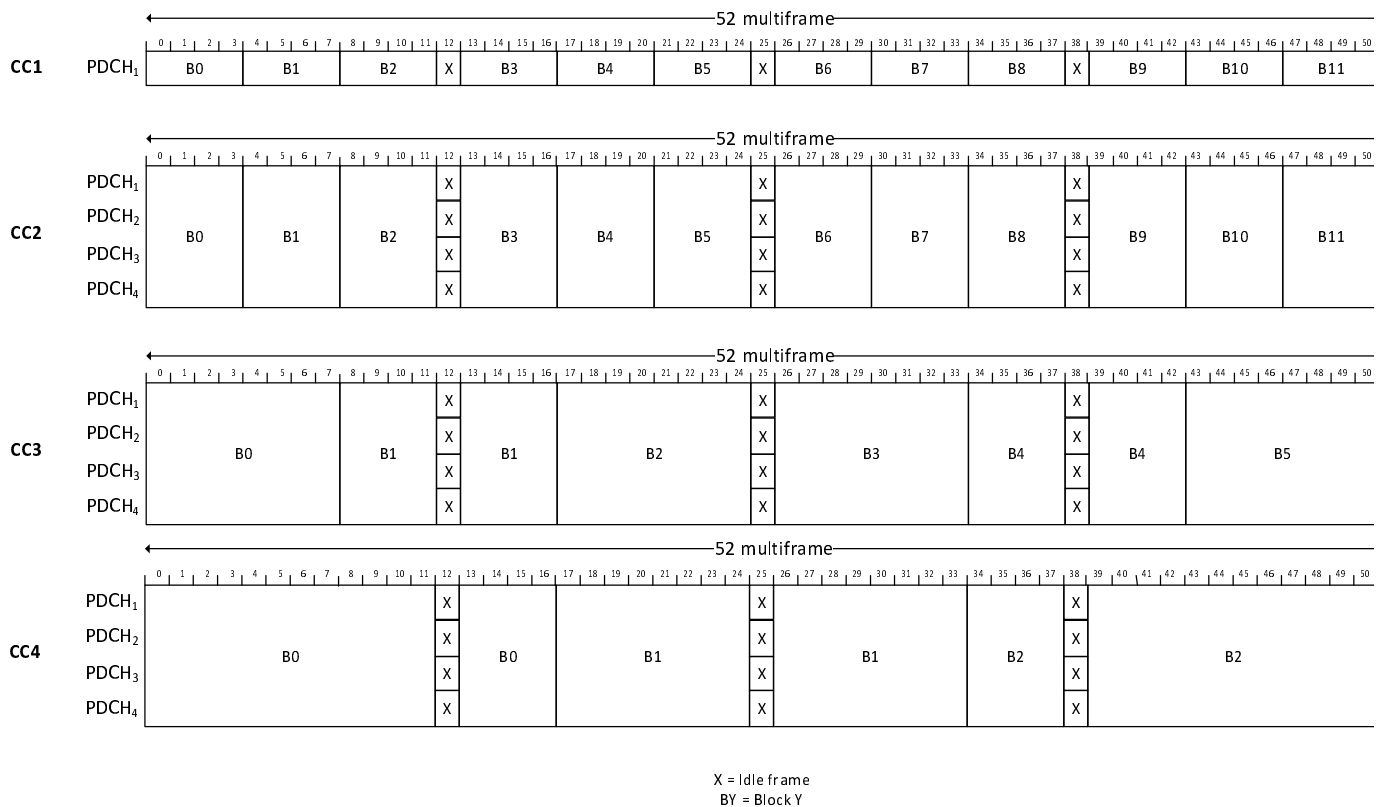 52 multiframe
0 1 2 3 4 5 6 7 8 9 10 11 12 13 14 15 16 17 18 19 20 21 22 23 24 25 26 27 28 29 30 31 32 33 34 35 36 37 38 39 40 41 42 43 44 45 46 47 48 49 50
CC1 PDCH1 B0 B1 B2 X B3 B4 B5 X B6 B7 B8 X B9 B10 B11
52 multiframe
0 1 2 3 4 5 6 7 8 9 10 11 12 13 14 15 16 17 18 19 20 21 22 23 24 25 26 27 28 29 30 31 32 33 34 35 36 37 38 39 40 41 42 43 44 45 46 47 48 49 50
PDCH1 X X X
PDCH2 X X X
CC2 B0 B1 B2 B3 B4 B5 B6 B7 B8 B9 B10 B11
PDCH3 X X X
PDCH4 X X X
52 multiframe
0 1 2 3 4 5 6 7 8 9 10 11 12 13 14 15 16 17 18 19 20 21 22 23 24 25 26 27 28 29 30 31 32 33 34 35 36 37 38 39 40 41 42 43 44 45 46 47 48 49 50
PDCH1 X X X
PDCH2 X X X
CC3 B0 B1 B1 B2 B3 B4 B4 B5
PDCH3 X X X
PDCH4 X X X
52 multiframe
0 1 2 3 4 5 6 7 8 9 10 11 12 13 14 15 16 17 18 19 20 21 22 23 24 25 26 27 28 29 30 31 32 33 34 35 36 37 38 39 40 41 42 43 44 45 46 47 48 49 50
PDCH1 X X X
PDCH2 X X X
CC4 B0 B0 B1 B1 B2 B2
PDCH3 X X X
PDCH4 X X X
X = Idle frame
BY = Block Y